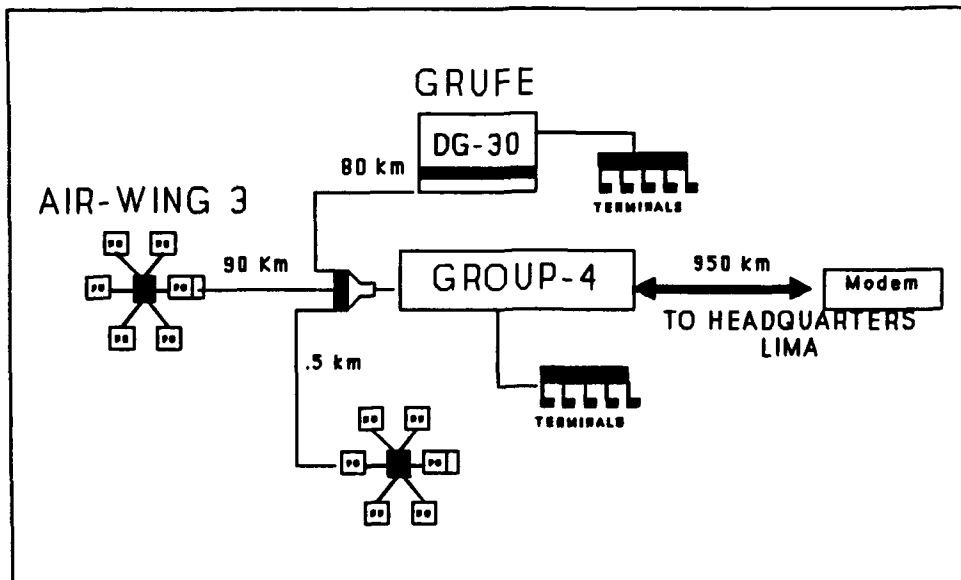 GRUFE
DG-30
80 Km
TERMINALS
AIR-WING 3
90 Km
GROUP-4
950 km
Modem
TO HEADQUARTERS
LIMA
.5 km
TERMINALS